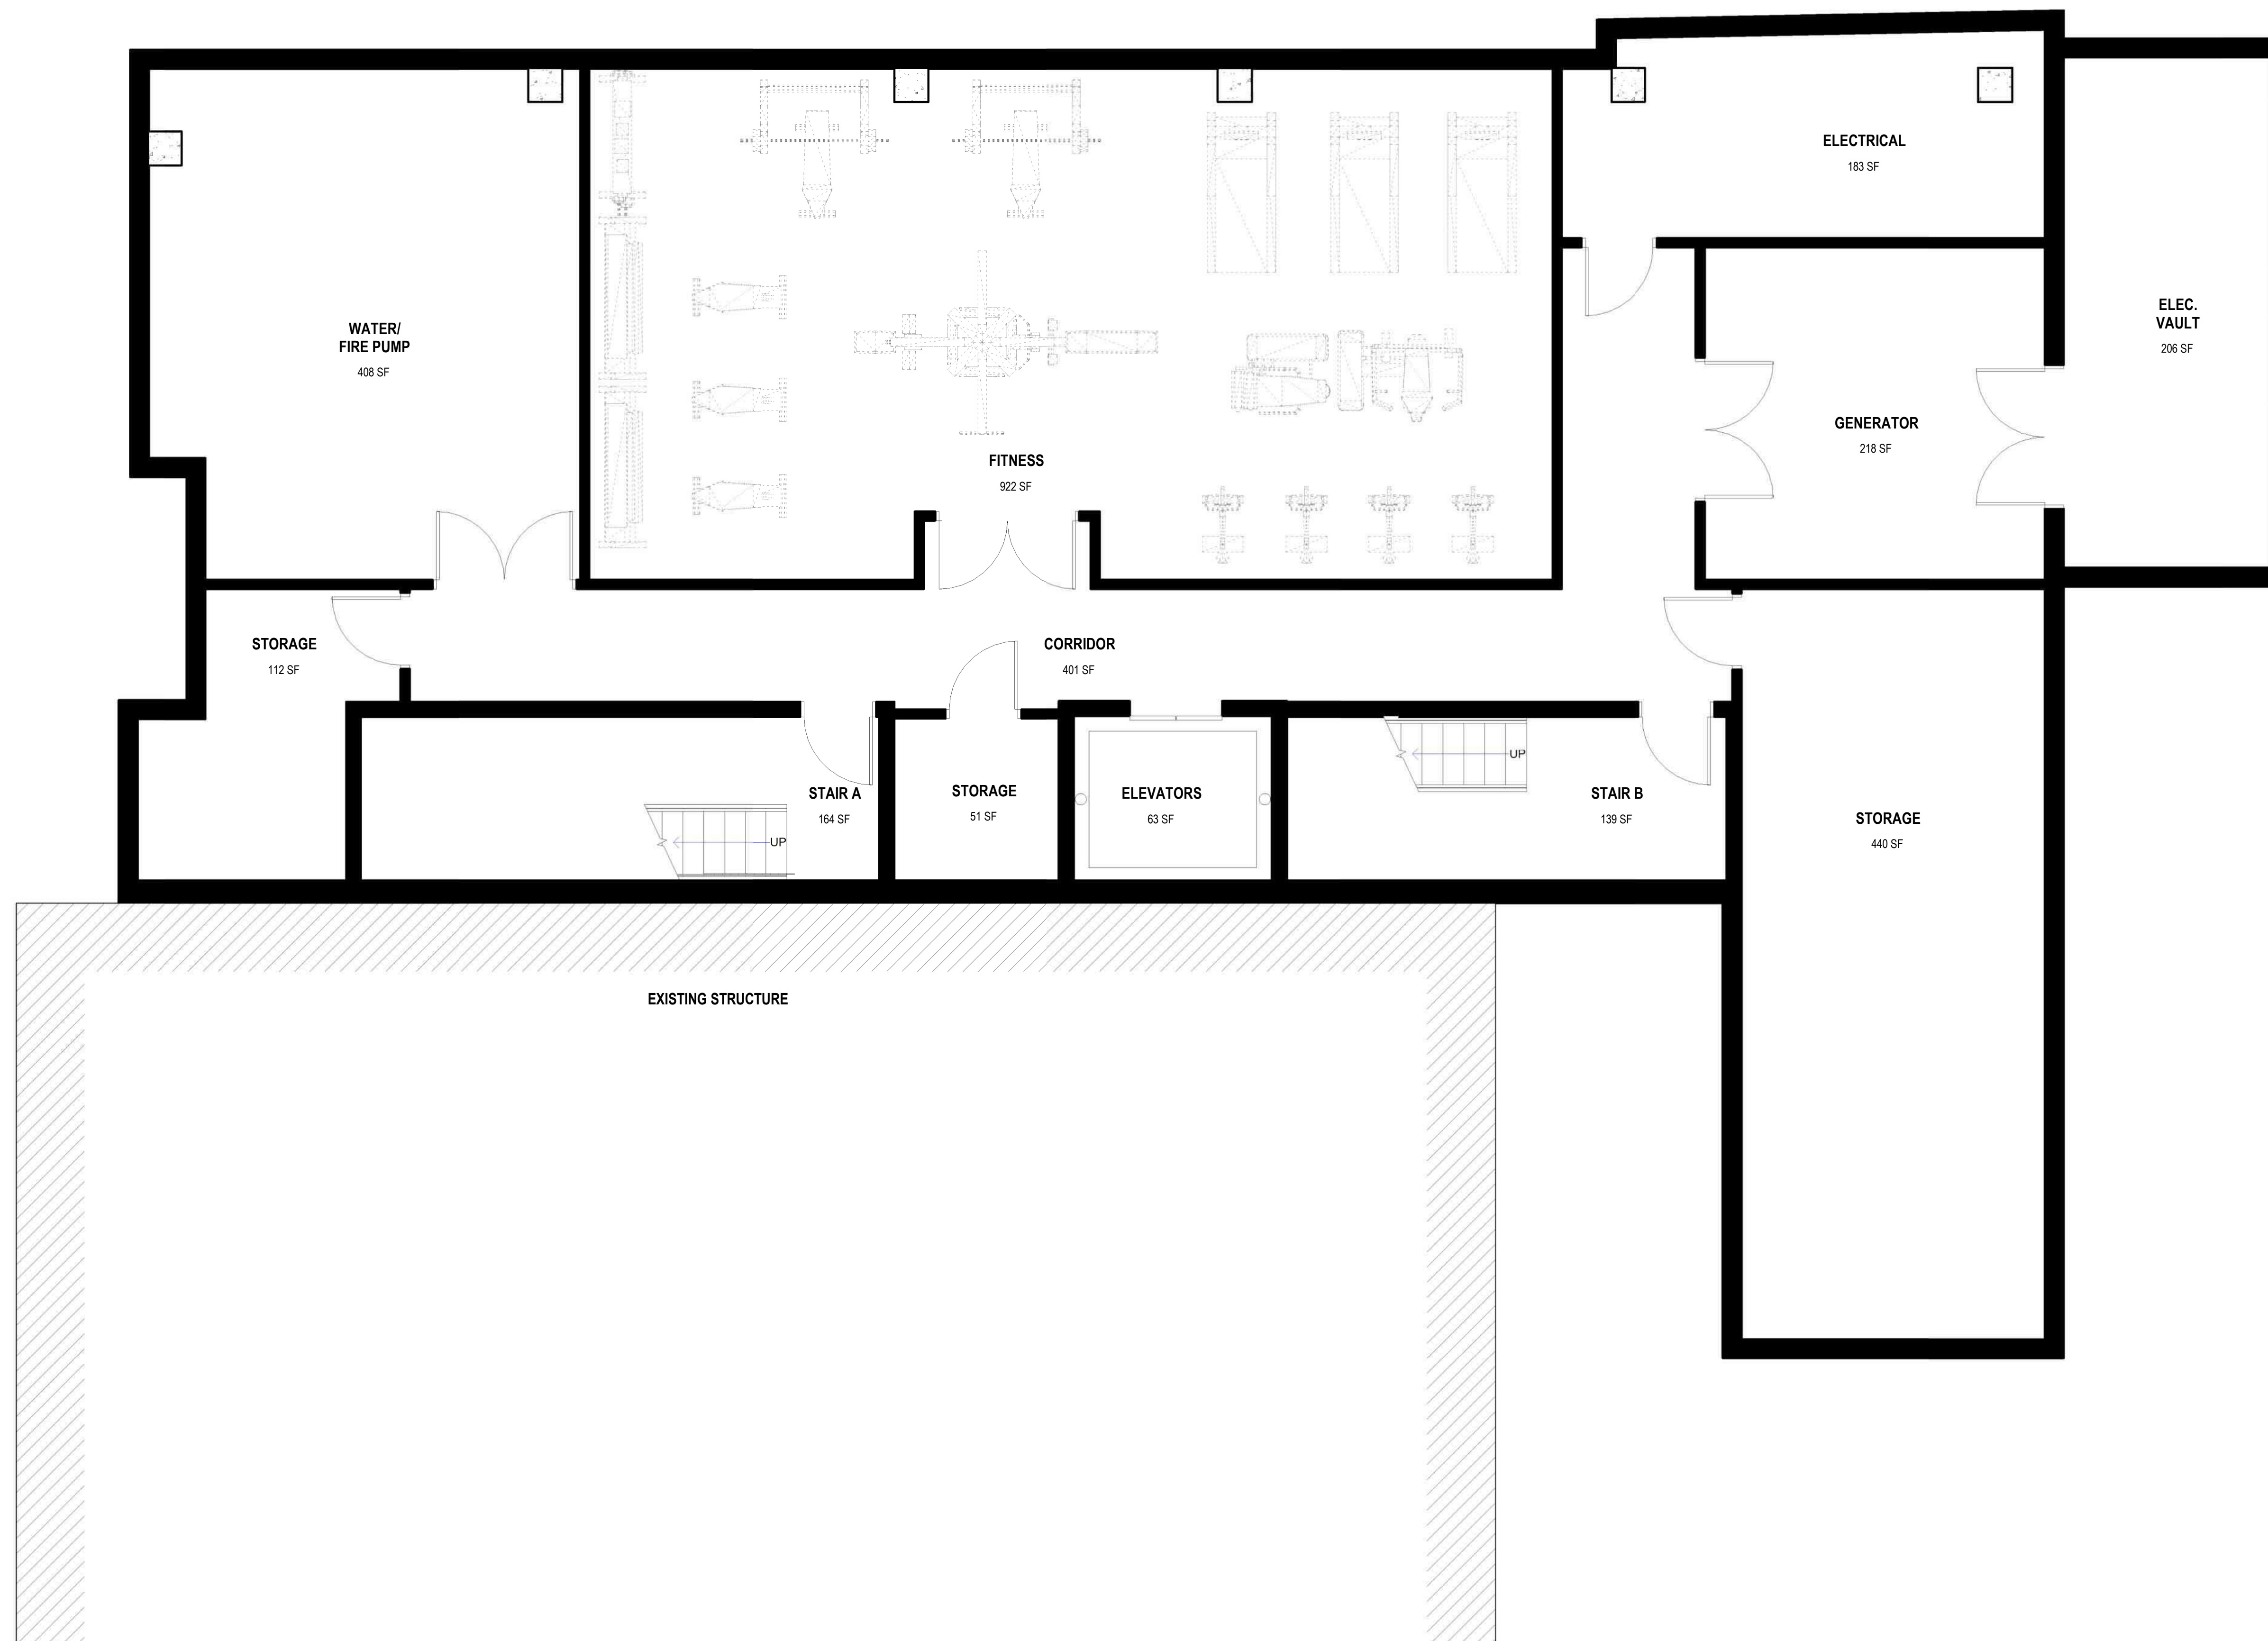 ELECTRICAL
183 SF
WATER/
FIRE PUMP
408 SF
ELEC.
VAULT
206 SF
GENERATOR
218 SF
FITNESS
922 SF
STORAGE
112 SF
CORRIDOR
401 SF
UP
STAIR A
164 SF
UP
STORAGE
51 SF
ELEVATORS
63 SF
STAIR B
139 SF
STORAGE
440 SF
EXISTING STRUCTURE